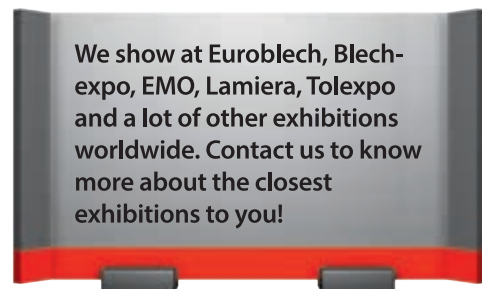 We show at Euroblech, Blech-
expo, EMO, Lamiera, Tolexpo
and a lot of other exhibitions
worldwide. Contact us to know
more about the closest
exhibitions to you!